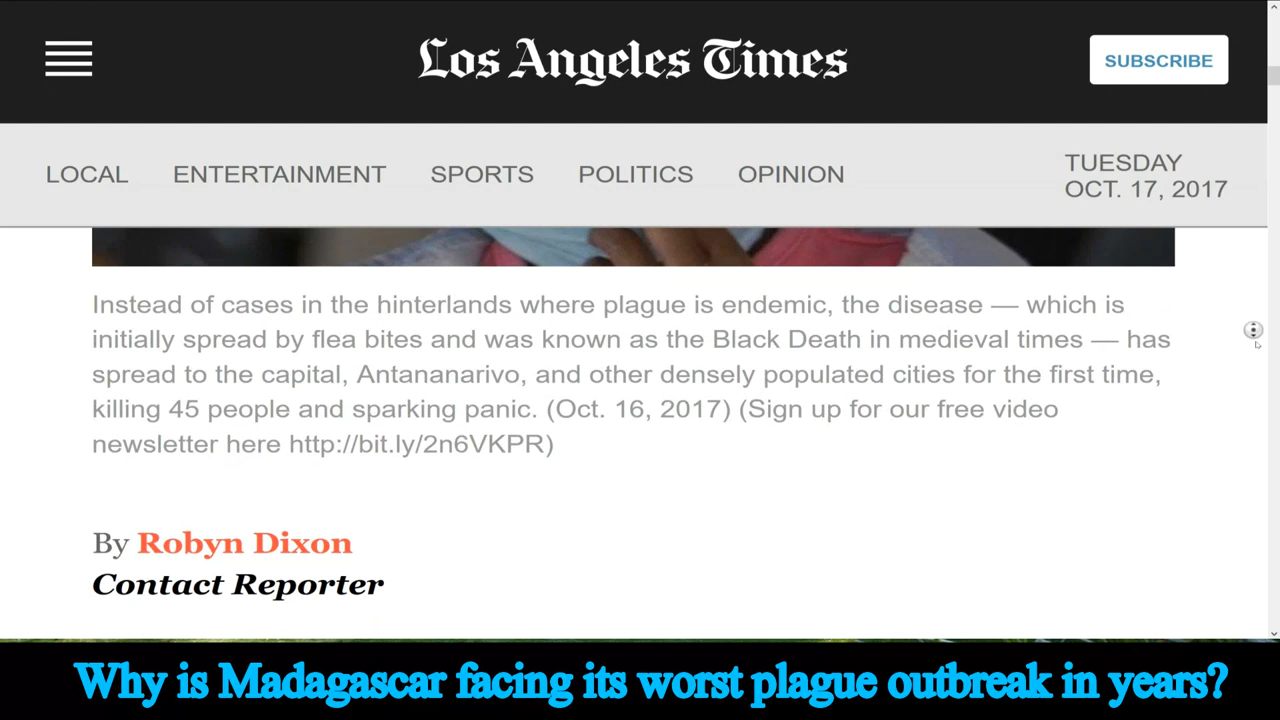 Los Angeles Times
SUBSCRIBE
LOCAL ENTERTAINMENT SPORTS POLITICS OPINION
TUESDAY
OCT. 17, 2017
Instead of cases in the hinterlands where plague is endemic, the disease — which is
initially spread by flea bites and was known as the Black Death in medieval times — has
spread to the capital, Antananarivo, and other densely populated cities for the first time,
killing 45 people and sparking panic. (Oct. 16, 2017) (Sign up for our free video
newsletter here http://bit.ly/2n6VKPR)
By Robyn Dixon
Contact Reporter
Why is Madagascar facing its worst plague outbreak in years?